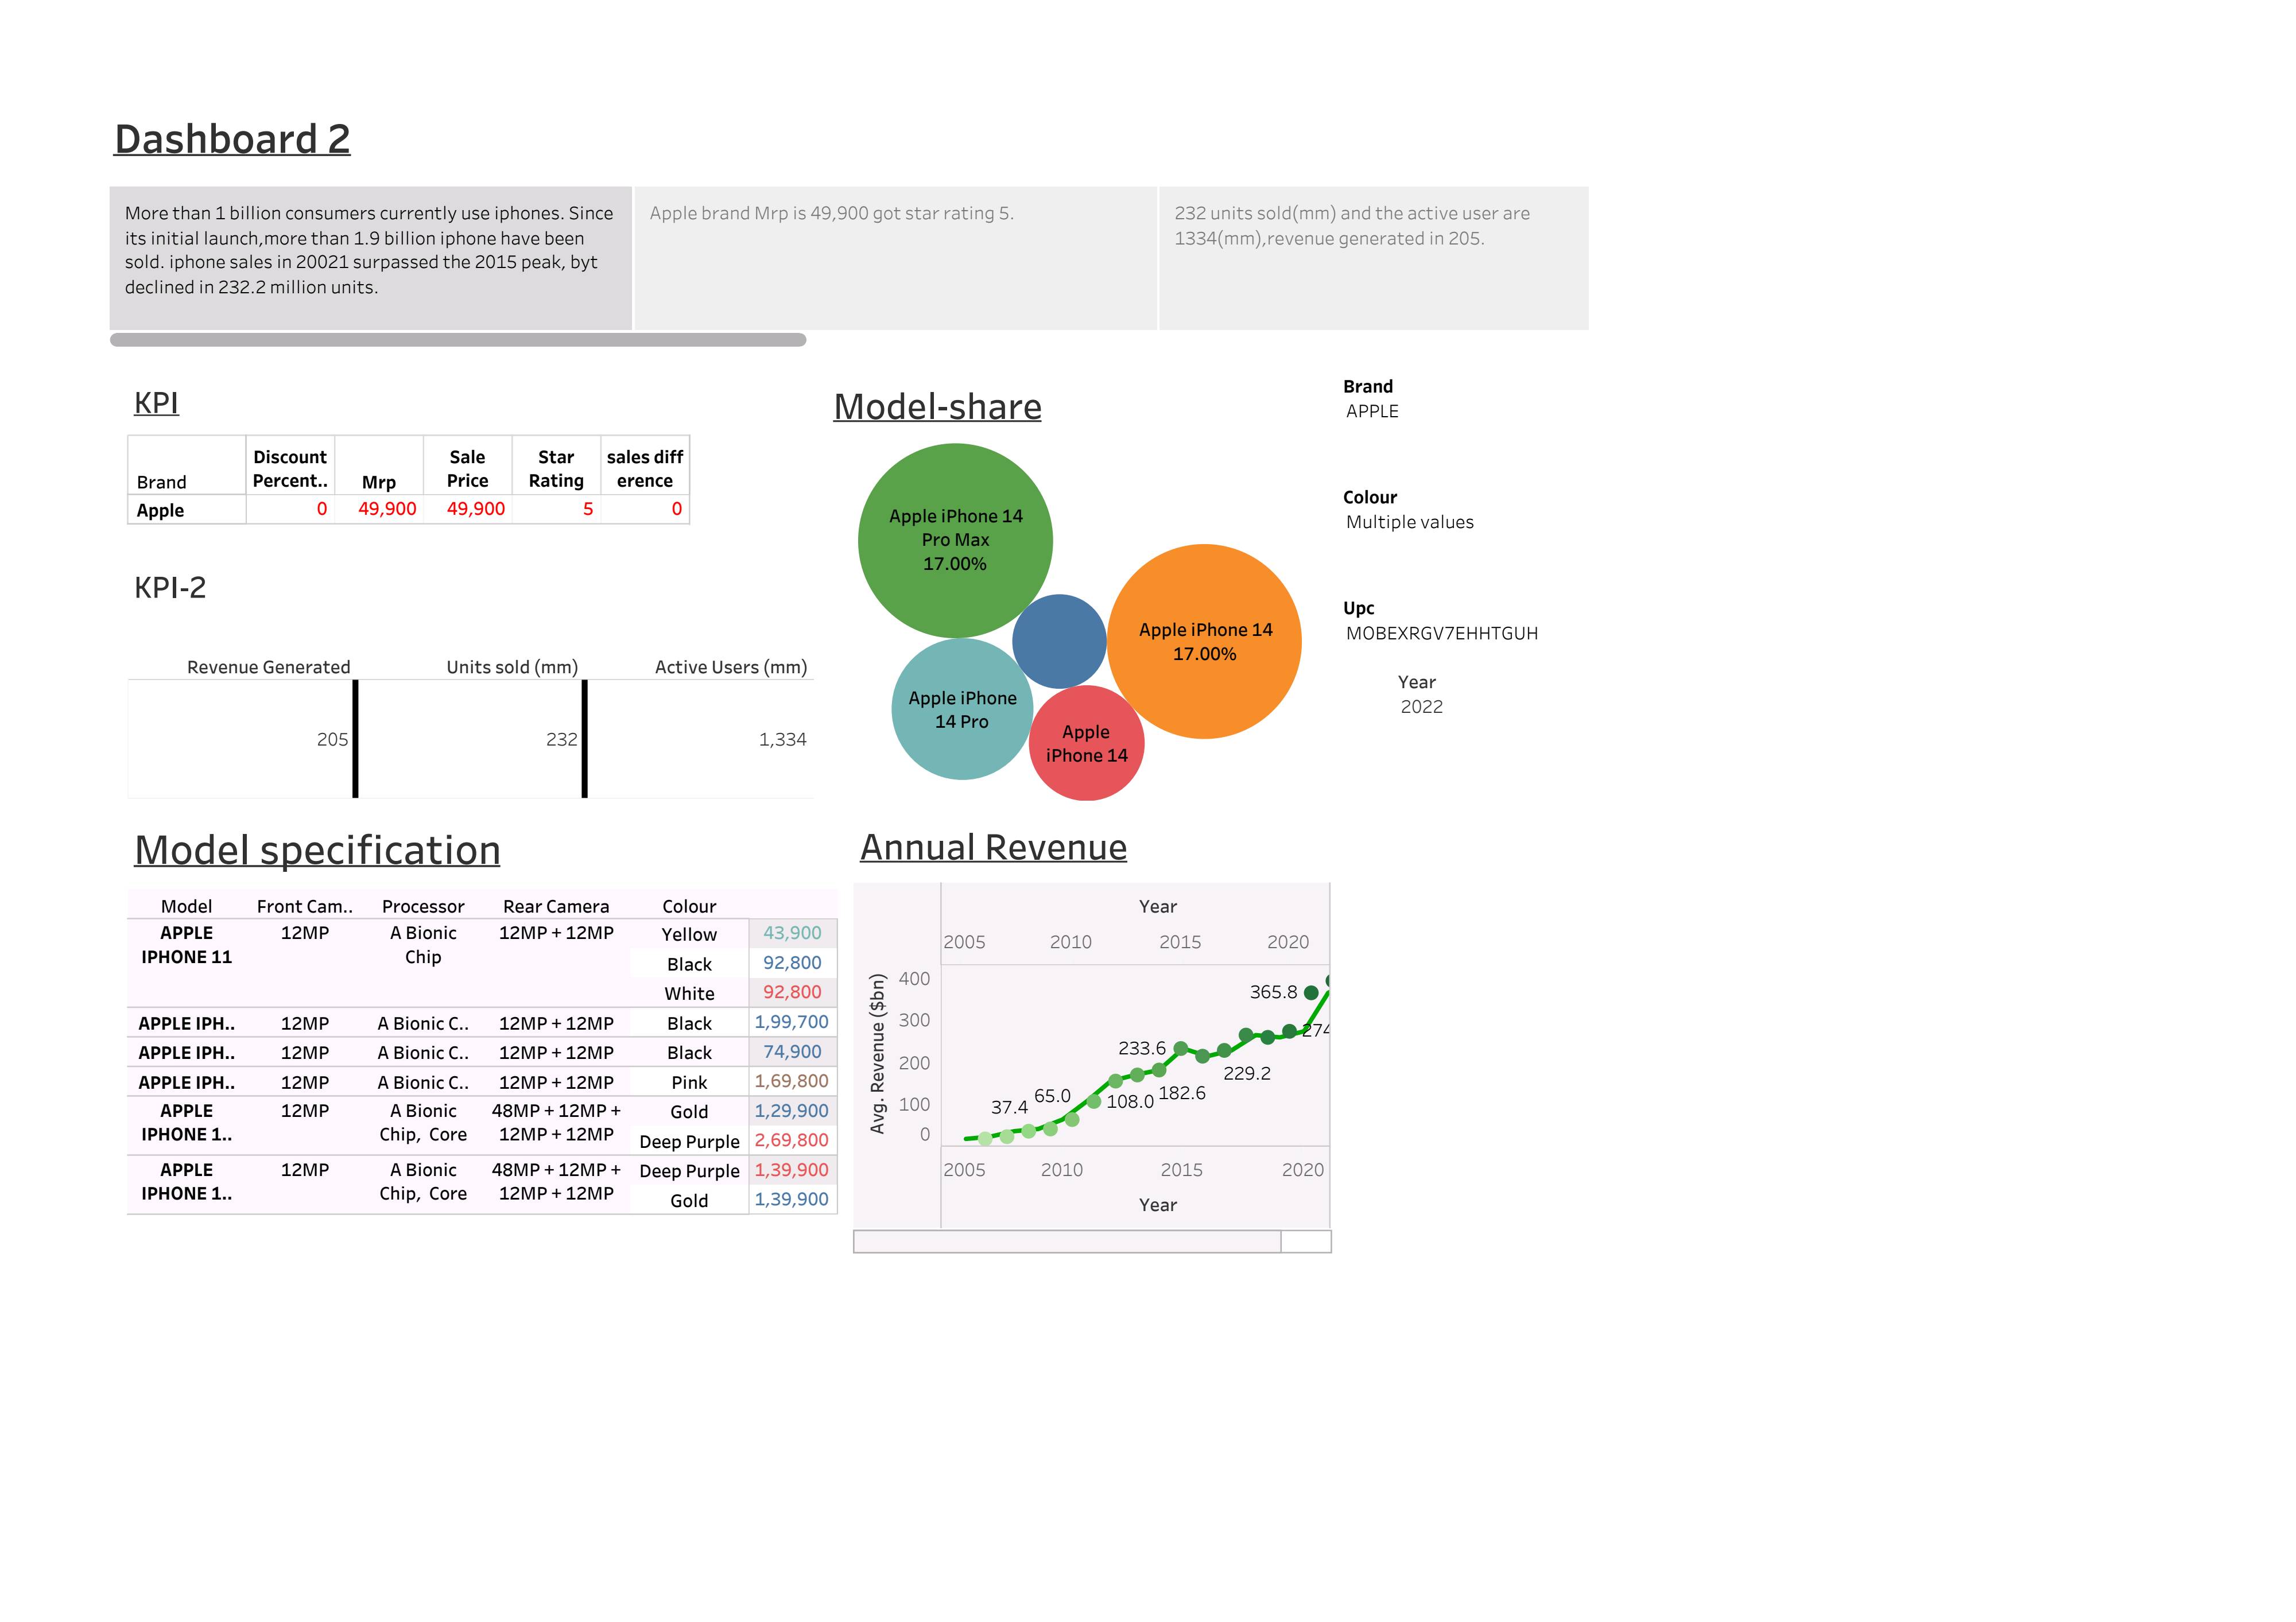 Dashboard 2
More than 1 billion consumers currently use iphones. Since
its initial launch,more than 1.9 billion iphone have been
sold. iphone sales in 20021 surpassed the 2015 peak, byt
declined in 232.2 million units.
Apple brand Mrp is 49,900 got star rating 5.
232 units sold(mm) and the active user are
1334(mm),revenue generated in 205.
KPI
Brand Discount Percent.. Mrp Sale Price Star Rating sales diff erence
Apple 0 49,900 49,900 5 0
KPI-2
Revenue Generated Units sold (mm) Active Users (mm)
205 232 1,334
Model-share
Apple iPhone 14
Pro Max
17.00%
Apple iPhone 14
17.00%
Apple iPhone
14 Pro
Apple
iPhone 14
Brand
APPLE
Colour
Multiple values
Upc
MOBEXRGV7EHHTGUH
Year
2022
Model specification
Model Front Cam.. Processor Rear Camera Colour
APPLE 12MP A Bionic 12MP + 12MP Yellow 43,900
IPHONE 11 Chip Black 92,800
White 92,800
APPLE IPH.. 12MP A Bionic C.. 12MP + 12MP Black 1,99,700
APPLE IPH.. 12MP A Bionic C.. 12MP + 12MP Black 74,900
APPLE IPH.. 12MP A Bionic C.. 12MP + 12MP Pink 1,69,800
APPLE 12MP A Bionic 48MP + 12MP + Gold 1,29,900
IPHONE 1.. Chip, Core 12MP + 12MP Deep Purple 2,69,800
APPLE 12MP A Bionic 48MP + 12MP + Deep Purple 1,39,900
IPHONE 1.. Chip, Core 12MP + 12MP Gold 1,39,900
Annual Revenue
Year
2005 2010 2015 2020
Avg. Revenue ($bn)
400
300
200
100
0
365.8
274
233.6
229.2
182.6
108.0
65.0
37.4
2005 2010 2015 2020
Year